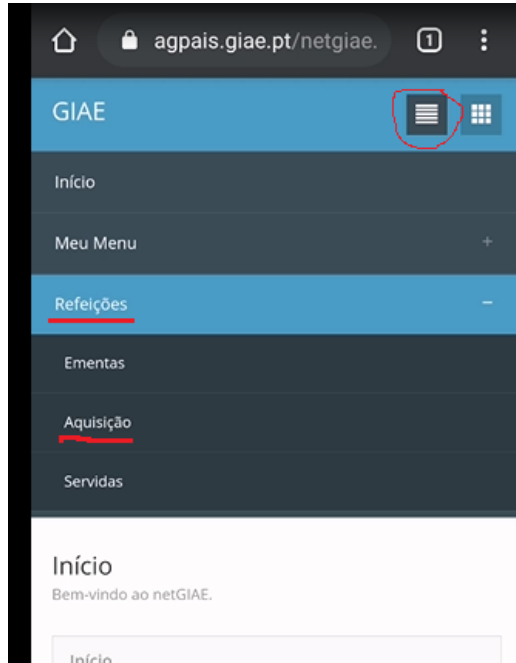 agpais.giae.pt/netgiae.
1
GIAE
Início
Meu Menu
Refeições
Ementas
Aquisição
Servidas
Início
Bem-vindo ao netGIAE.
Início